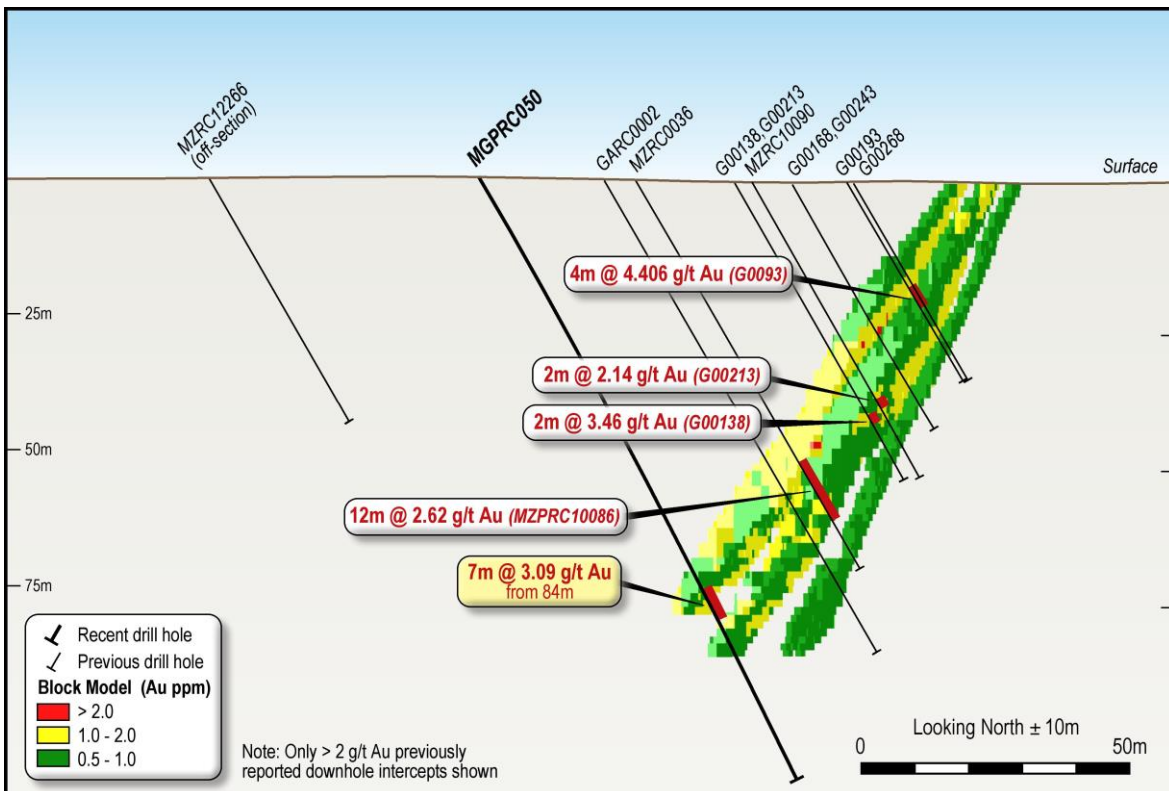 MZRC12266
(off-section)
MGPRC050
GARC0002
MZRC0036
G00138, G00213
MZRC10090
G00168, G00243
G00193
G00268
Surface
4m @ 4.406 g/t Au (G0093)
25m
2m @ 2.14 g/t Au (G00213)
2m @ 3.46 g/t Au (G00138)
50m
12m @ 2.62 g/t Au (MZPRC10086)
7m @ 3.09 g/t Au
from 84m
75m
Recent drill hole
Previous drill hole
Block Model (Au ppm)
> 2.0
1.0 - 2.0
0.5 - 1.0
Note: Only > 2 g/t Au previously
reported downhole intercepts shown
Looking North ± 10m
0 50m